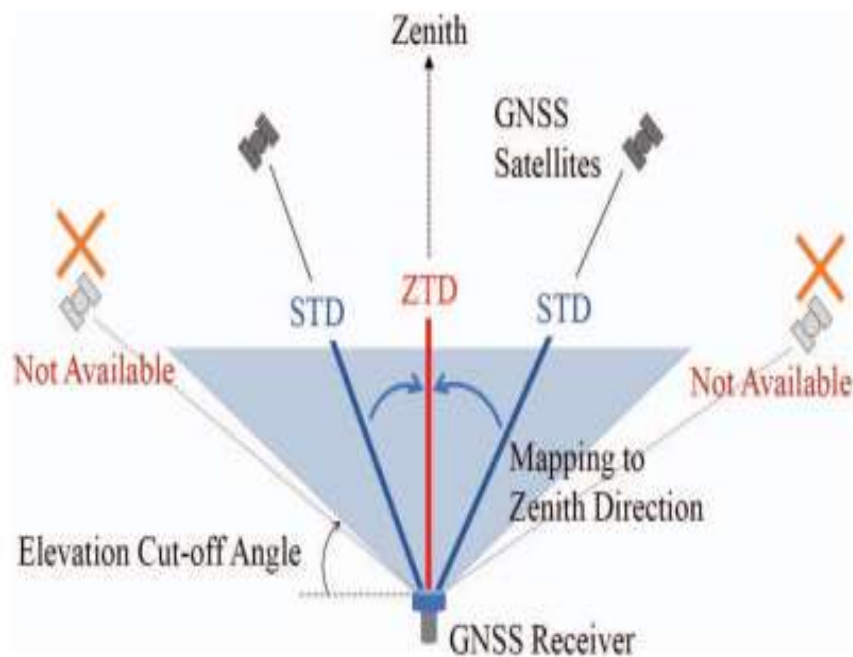 Zenith
GNSS
Satellites
STD
ZTD
STD
Not Available
Not Available
Mapping to
Zenith Direction
Elevation Cut-off Angle
GNSS Receiver